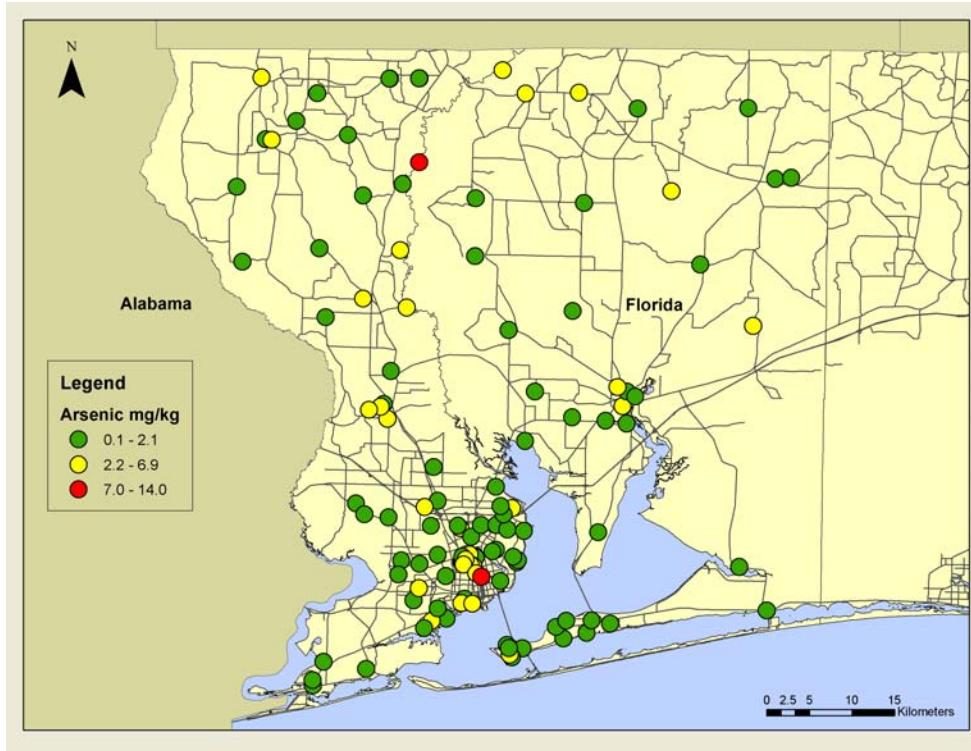 N
Alabama
Florida
Legend
Arsenic mg/kg
0.1 - 2.1
2.2 - 6.9
7.0 - 14.0
0 2.5 5 10 15
Kilometers